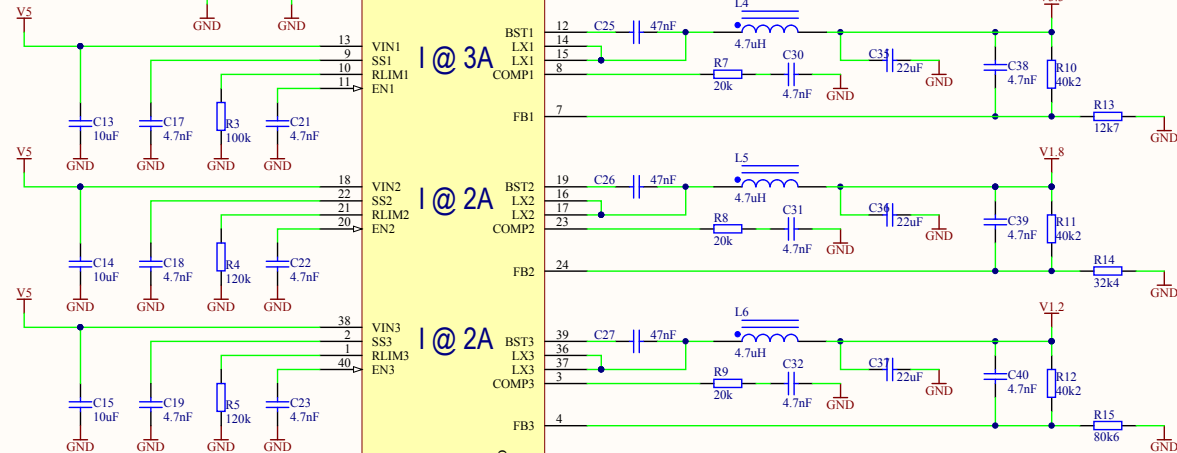 V5
GND
GND
13
VIN1
9
SS1
10
RLIM1
11
EN1
C13
10uF
GND
C17
4.7nF
GND
R3
100k
GND
C21
4.7nF
GND
I @ 3A
BST1
12
LX1
14
LX1
15
COMP1
8
FB1
7
C25
47nF
L4
4.7uH
R7
20k
C30
4.7nF
GND
C35
22uF
GND
C38
4.7nF
R10
40k2
R13
12k7
GND
V5
18
VIN2
22
SS2
21
RLIM2
20
EN2
C14
10uF
GND
C18
4.7nF
GND
R4
120k
GND
C22
4.7nF
GND
I @ 2A
BST2
19
LX2
16
LX2
17
COMP2
23
FB2
24
C26
47nF
L5
4.7uH
R8
20k
C31
4.7nF
GND
C36
22uF
GND
V1.8
C39
4.7nF
R11
40k2
R14
32k4
GND
V5
38
VIN3
2
SS3
1
RLIM3
40
EN3
C15
10uF
GND
C19
4.7nF
GND
R5
120k
GND
C23
4.7nF
GND
I @ 2A
BST3
39
LX3
36
LX3
37
COMP3
3
FB3
4
C27
47nF
L6
4.7uH
R9
20k
C32
4.7nF
GND
C37
22uF
GND
V1.2
C40
4.7nF
R12
40k2
R15
80k6
GND